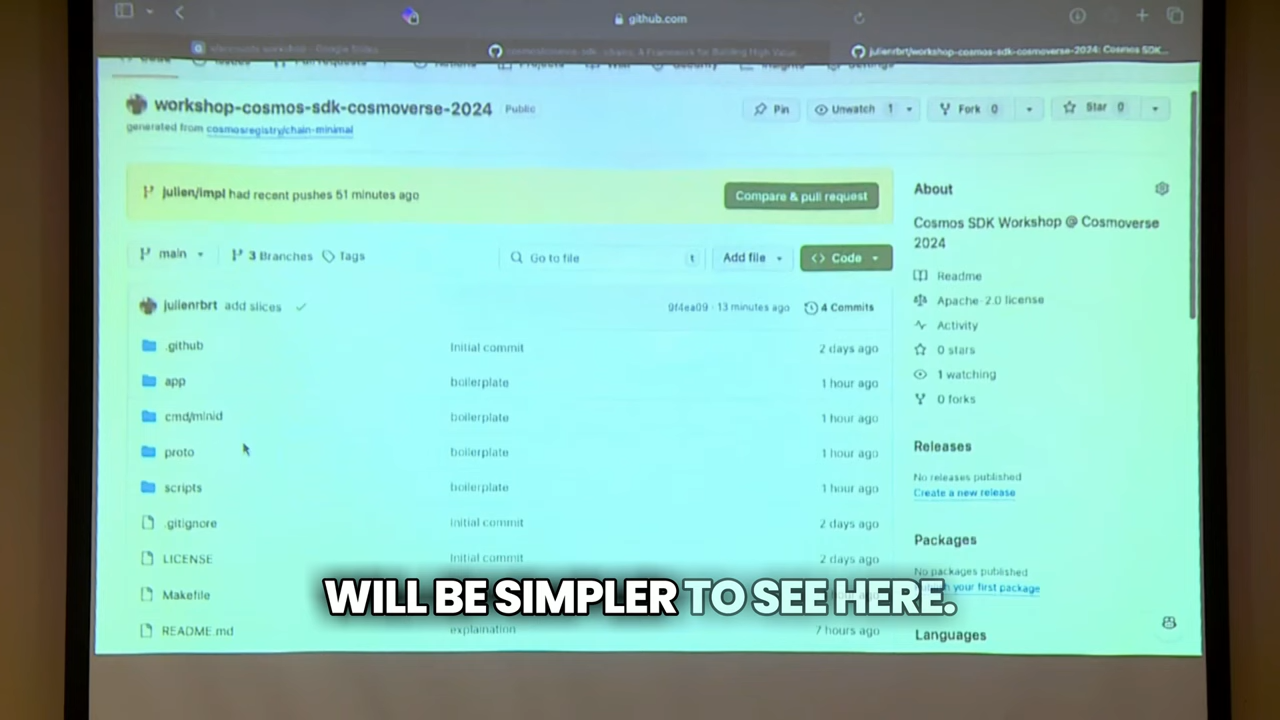 github.com
julienrbrt/workshop-cosmos-sdk-cosmoverse-2024: Cosmos SDK...
workshop-cosmos-sdk-cosmoverse-2024 Public
Pin
Unwatch 1
Fork 0
Star 0
generated from cosmosregistry/chain-minimal
julien/impl had recent pushes 51 minutes ago
Compare & pull request
main
3 Branches
Tags
Go to file
t
Add file
Code
julienrbrt add slices
9f4ea09 · 13 minutes ago
4 Commits
.github Initial commit 2 days ago
app boilerplate 1 hour ago
cmd/minid boilerplate 1 hour ago
proto boilerplate 1 hour ago
scripts boilerplate 1 hour ago
.gitignore Initial commit 2 days ago
LICENSE Initial commit 2 days ago
Makefile
README.md explaination 7 hours ago
About
Cosmos SDK Workshop @ Cosmoverse
2024
Readme
Apache-2.0 license
Activity
0 stars
1 watching
0 forks
Releases
No releases published
Create a new release
Packages
No packages published
your first package
Languages
WILL BE SIMPLER TO SEE HERE.